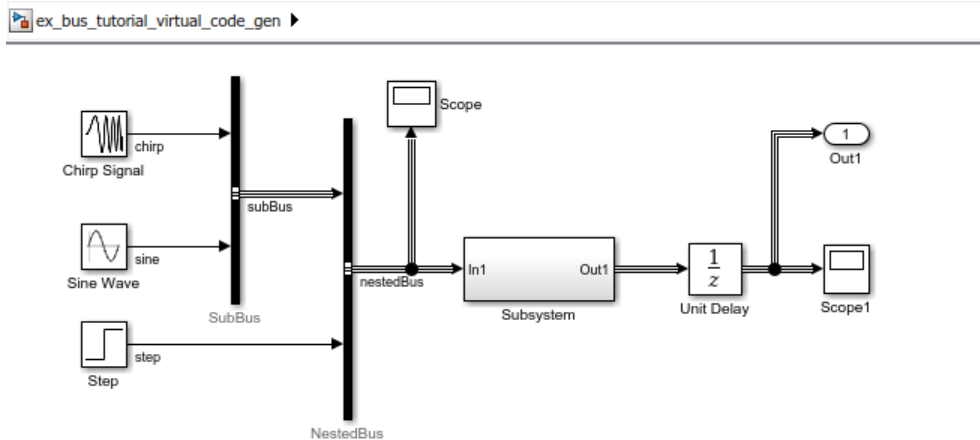 ex_bus_tutorial_virtual_code_gen
Scope
chirp
Chirp Signal
1
Out1
subBus
sine
Sine Wave
nestedBus
In1
Out1
1
z
Subsystem
Unit Delay
Scope1
SubBus
step
Step
NestedBus